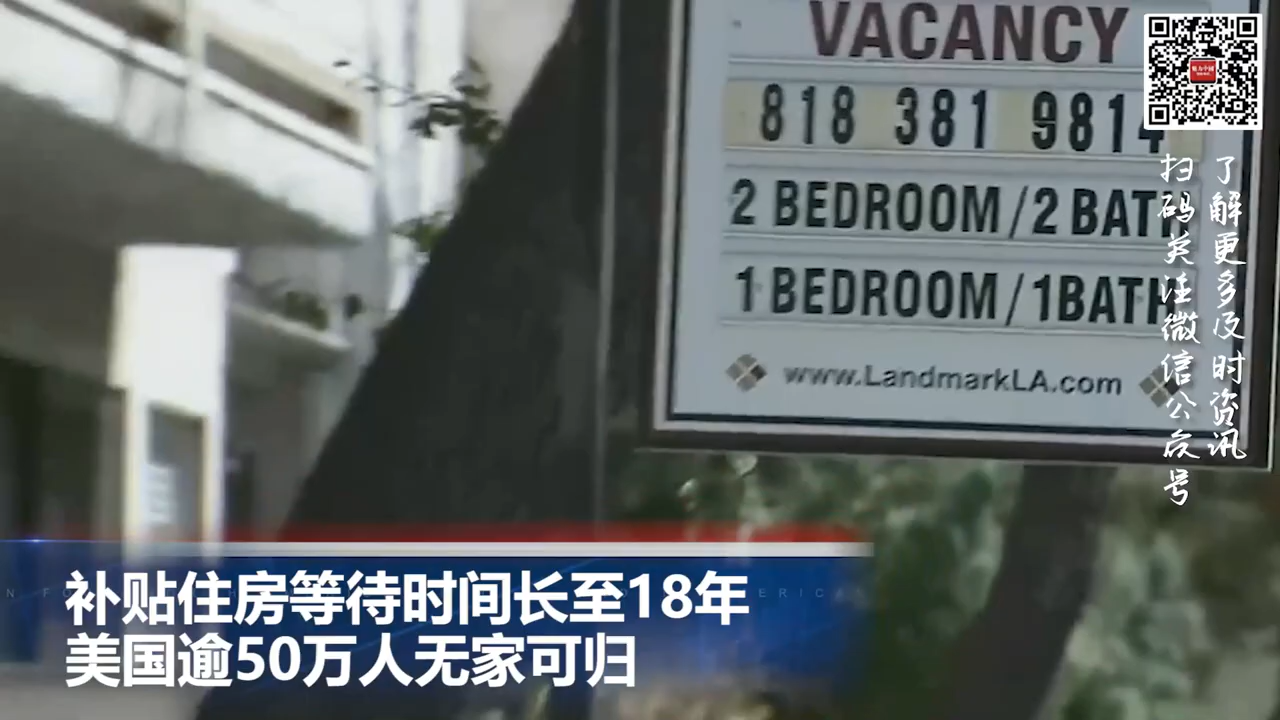 VACANCY
818 381 9814
2 BEDROOM/2 BATH
1 BEDROOM/1BATH
www.LandmarkLA.com
了解更多及时资讯
扫码关注微信公众号
补贴住房等待时间长至18年
美国逾50万人无家可归